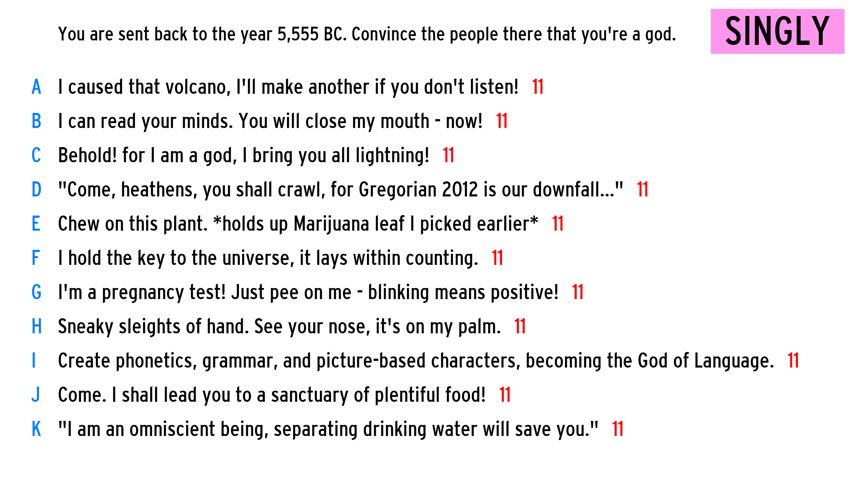 You are sent back to the year 5,555 BC. Convince the people there that you're a god.
SINGLY
A I caused that volcano, I'll make another if you don't listen! 11
B I can read your minds. You will close my mouth - now! 11
C Behold! for I am a god, I bring you all lightning! 11
D "Come, heathens, you shall crawl, for Gregorian 2012 is our downfall..." 11
E Chew on this plant. *holds up Marijuana leaf I picked earlier* 11
F I hold the key to the universe, it lays within counting. 11
G I'm a pregnancy test! Just pee on me - blinking means positive! 11
H Sneaky sleights of hand. See your nose, it's on my palm. 11
I Create phonetics, grammar, and picture-based characters, becoming the God of Language. 11
J Come. I shall lead you to a sanctuary of plentiful food! 11
K "I am an omniscient being, separating drinking water will save you." 11